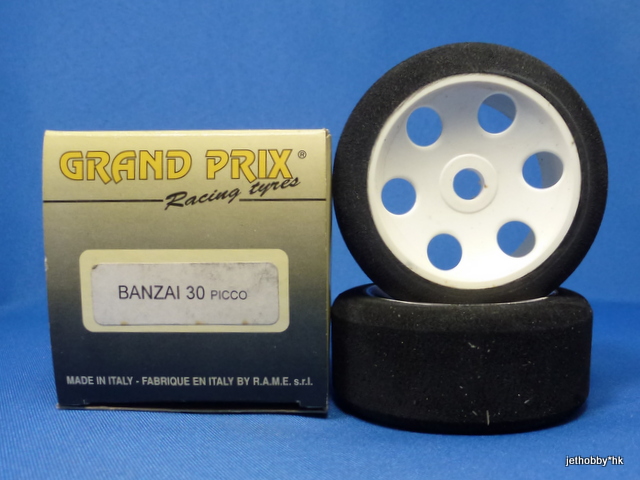 GRAND PRIX®
Racing tyres
BANZAI 30 PICCO
MADE IN ITALY - FABRIQUE EN ITALY BY R.A.M.E. s.r.l.
jethobby*hk